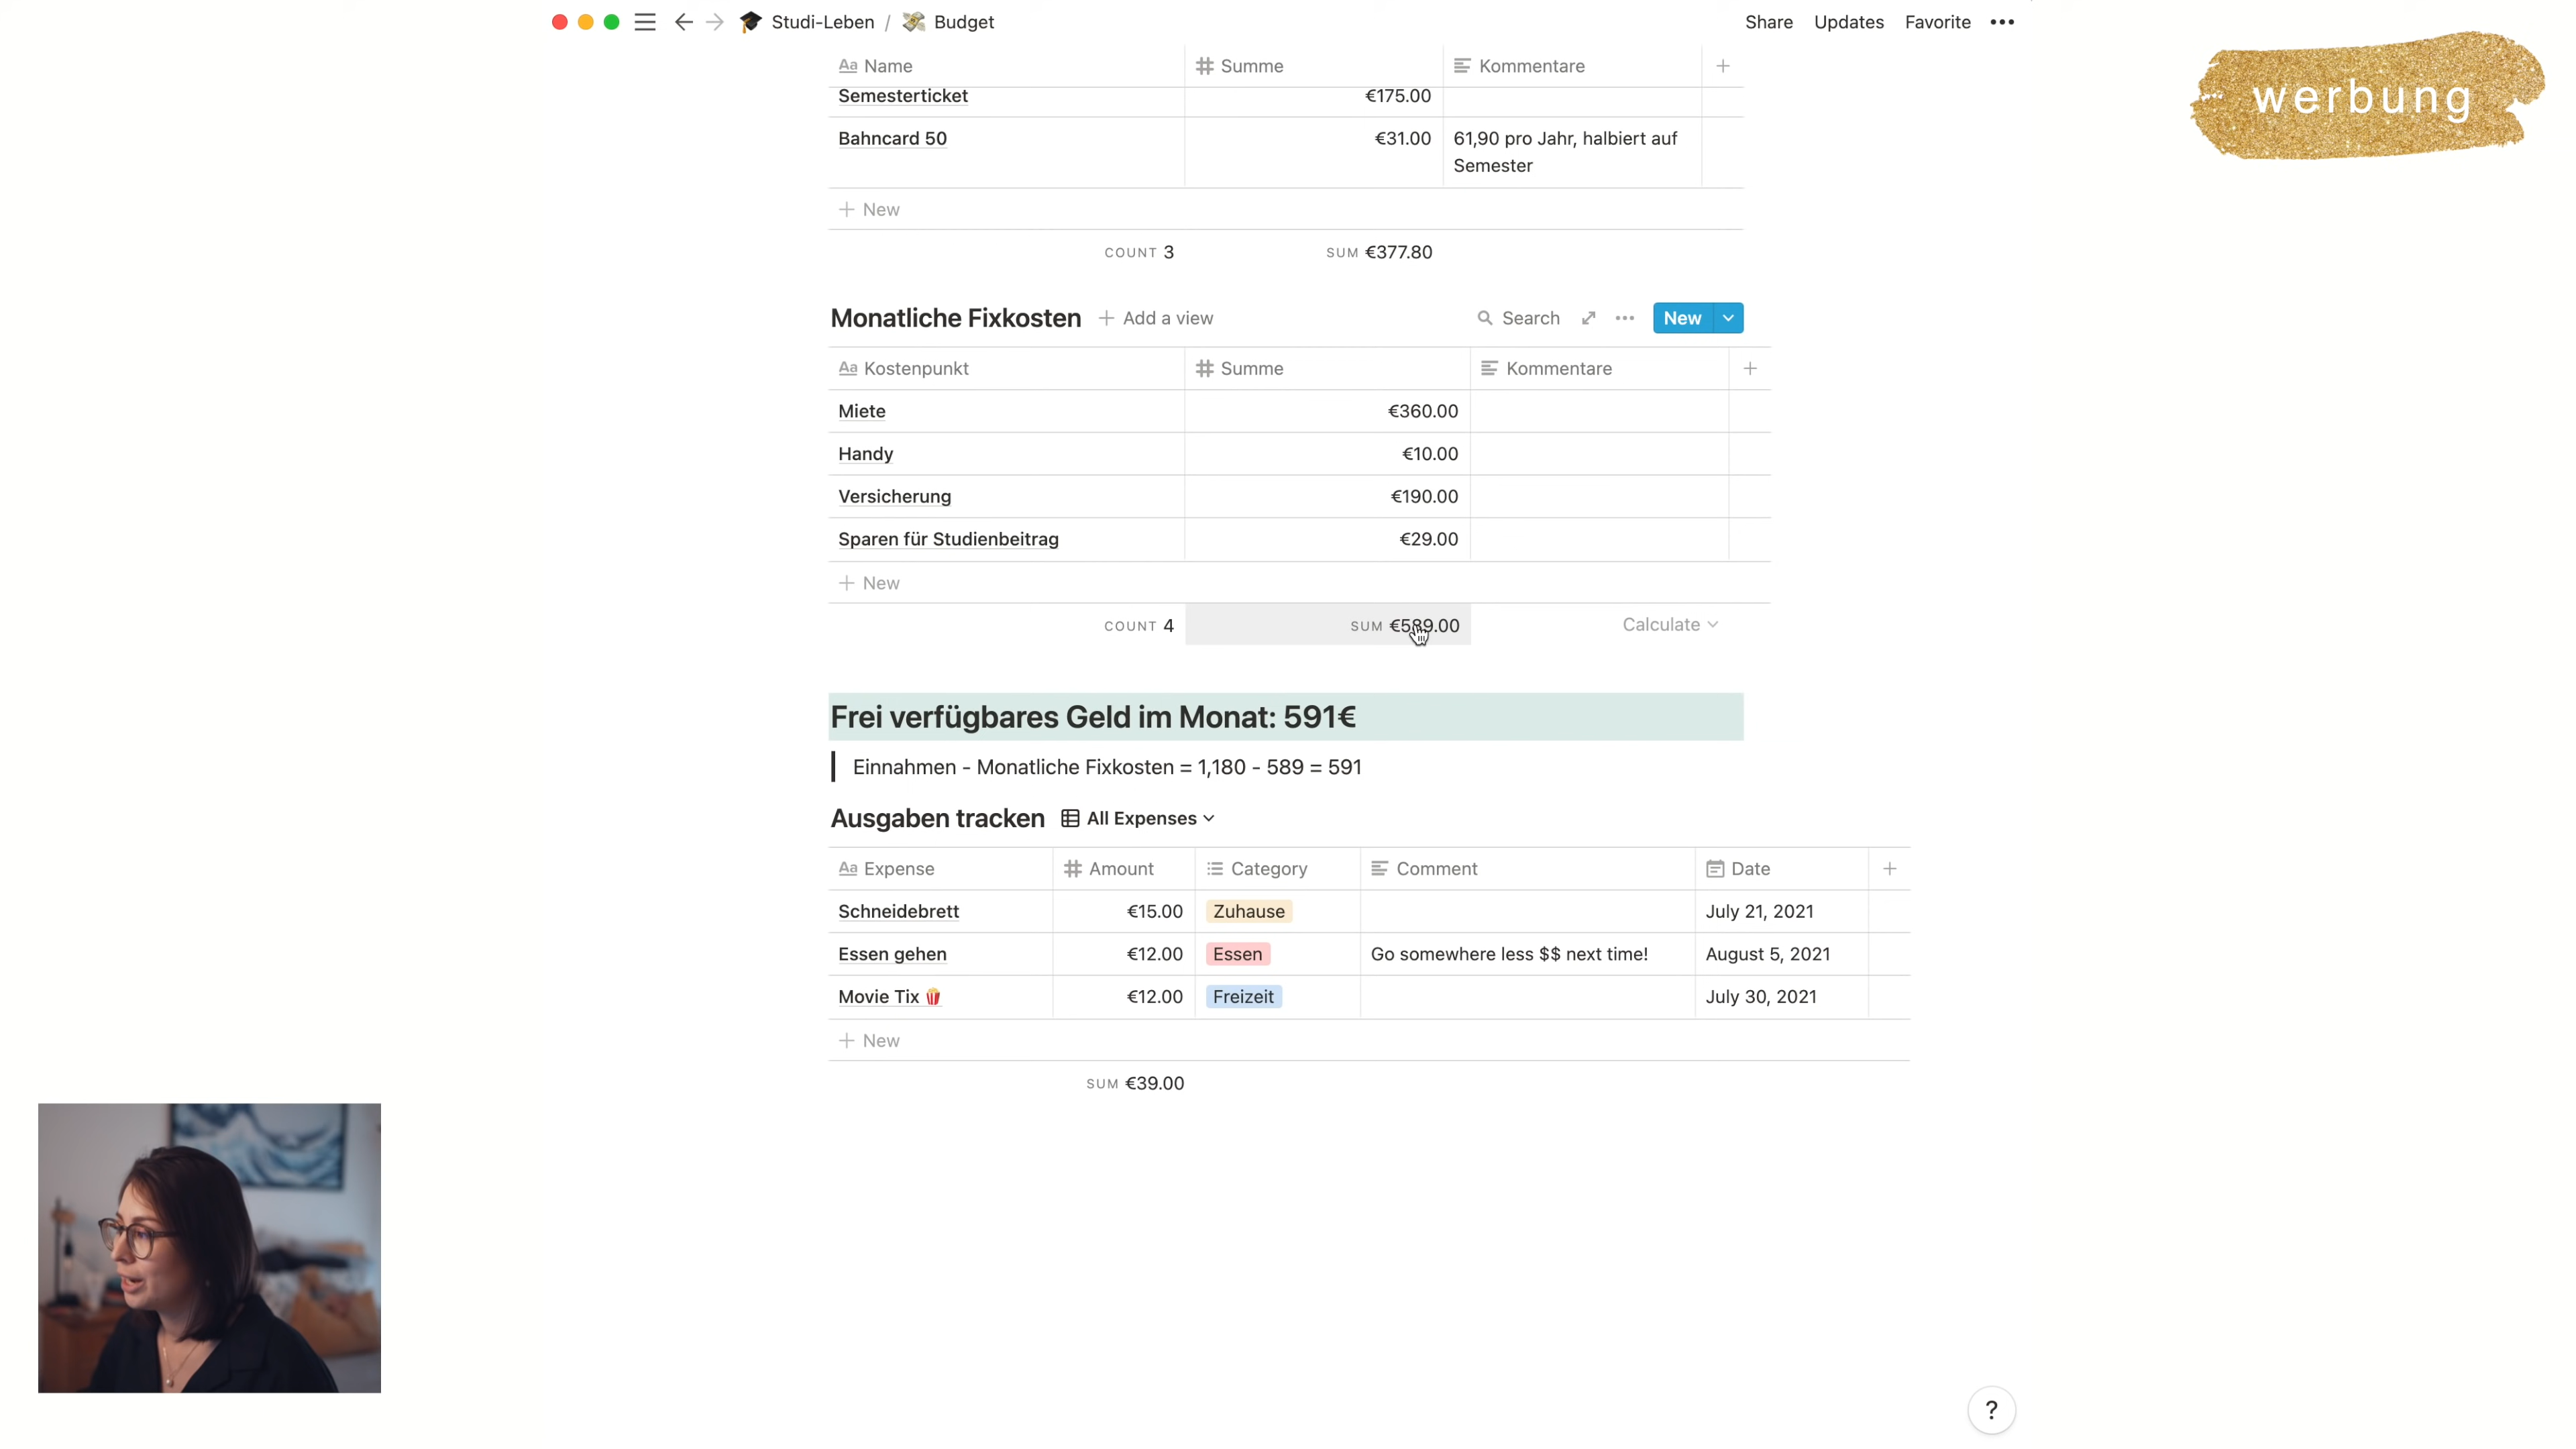 Studi-Leben / Budget
Share Updates Favorite
werbung
Aa Name Summe Kommentare
Semesterticket €175.00
Bahncard 50 €31.00 61,90 pro Jahr, halbiert auf
Semester
New
COUNT 3 SUM €377.80
Monatliche Fixkosten Add a view Search New
Aa Kostenpunkt Summe Kommentare
Miete €360.00
Handy €10.00
Versicherung €190.00
Sparen für Studienbeitrag €29.00
New
COUNT 4 SUM €589.00 Calculate
Frei verfügbares Geld im Monat: 591€
Einnahmen - Monatliche Fixkosten = 1,180 - 589 = 591
Ausgaben tracken All Expenses
Aa Expense Amount Category Comment Date
Schneidebrett €15.00 Zuhause July 21, 2021
Essen gehen €12.00 Essen Go somewhere less $$ next time! August 5, 2021
Movie Tix €12.00 Freizeit July 30, 2021
New
SUM €39.00
?